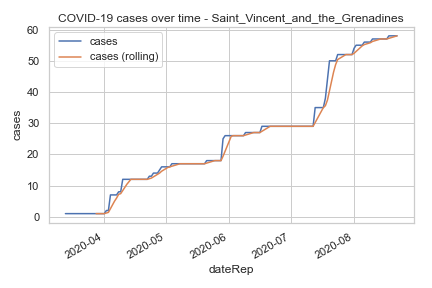 COVID-19 cases over time - Saint_Vincent_and_the_Grenadines
cases
cases (rolling)
60
50
40
30
20
10
0
cases
2020-04
2020-05
2020-06
2020-07
2020-08
dateRep